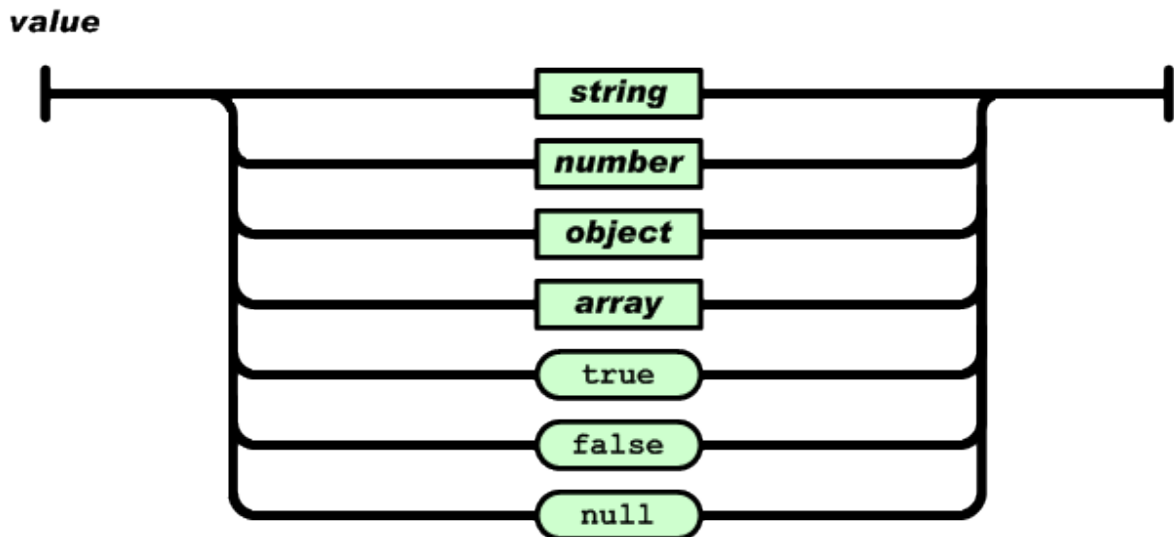 value
string
number
object
array
true
false
null